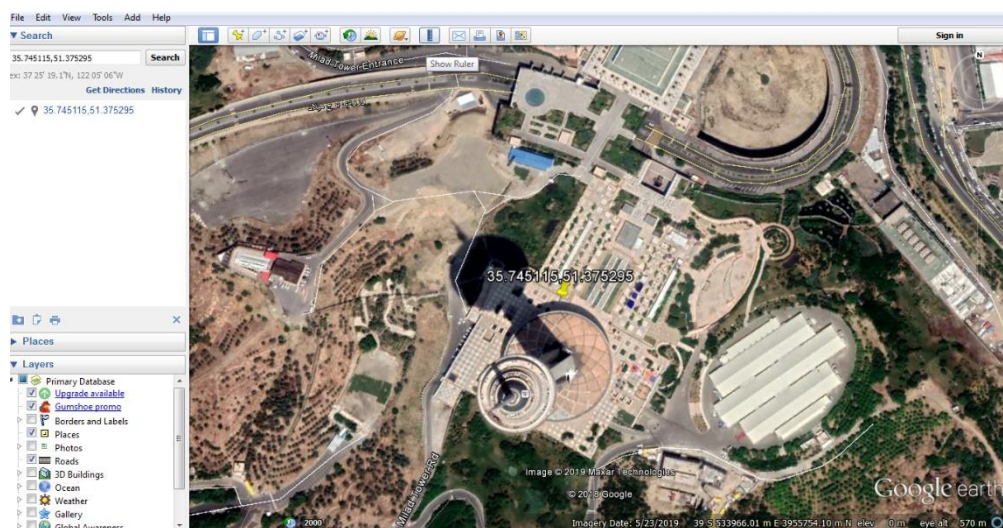 File Edit View Tools Add Help
▼ Search
35.745115,51.375295 Search
ex: 37 25' 19.1"N, 122 05' 06"W
Get Directions History
35.745115,51.375295
Sign in
Show Ruler
Milad Tower Entrance
N
35.745115,51.375295
Milad Tower Rd
▶ Places
▼ Layers
Primary Database
Upgrade available
Gumshoe promo
Borders and Labels
Places
Photos
Roads
3D Buildings
Ocean
Weather
Gallery
Global Awareness
Image © 2019 Maxar Technologies
© 2018 Google
Google earth
2000
Imagery Date: 5/23/2019 39 S 533966.01 m E 3955754.10 m N elev 0 m eye alt 570 m